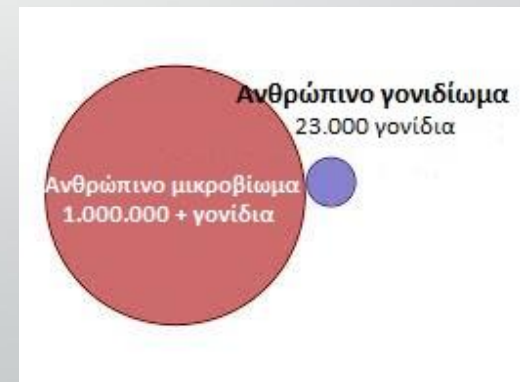 Ανθρώπινο γονιδίωμα
23.000 γονίδια
Ανθρώπινο μικροβίωμα
1.000.000 + γονίδια